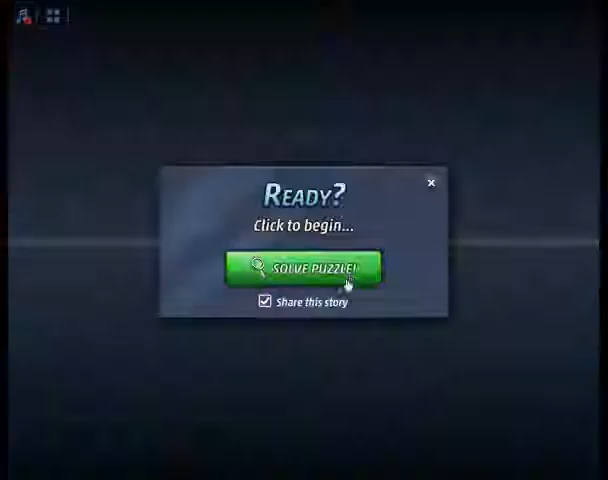 READY?
Click to begin...
SOLVE PUZZLE!
Share this story